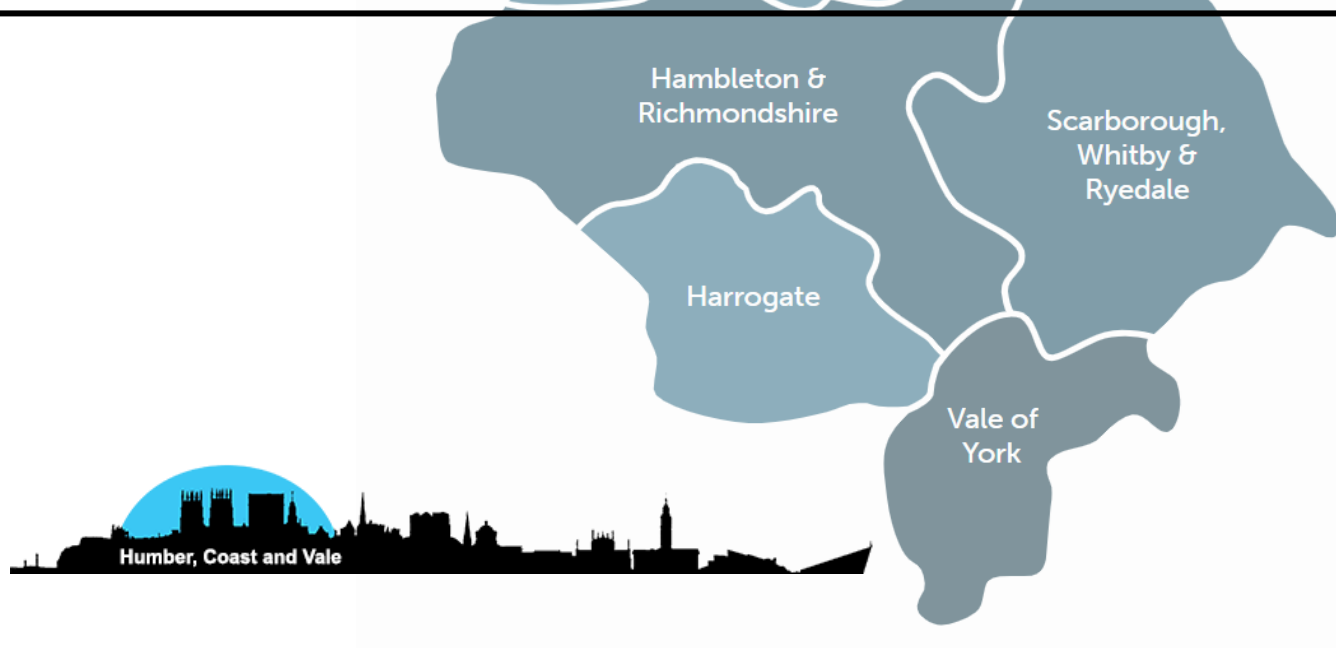 Hambleton &
Richmondshire
Scarborough,
Whitby &
Ryedale
Harrogate
Vale of
York
Humber, Coast and Vale